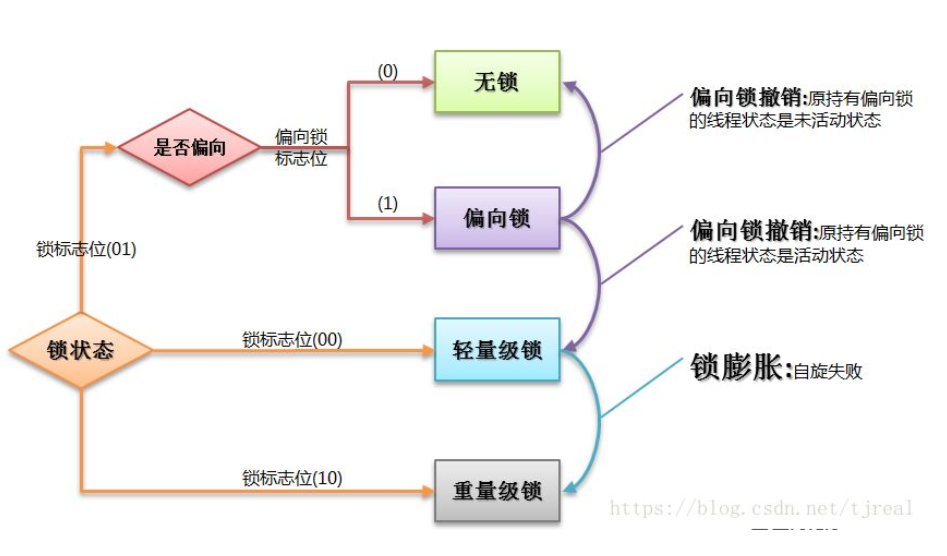 (0)
无锁
偏向锁撤销:原持有偏向锁
的线程状态是未活动状态
是否偏向
偏向锁
标志位
(1)
偏向锁
偏向锁撤销:原持有偏向锁
的线程状态是活动状态
锁标志位(01)
锁状态
锁标志位(00)
轻量级锁
锁膨胀:自旋失败
锁标志位(10)
重量级锁
https://blog.csdn.net/tjreal